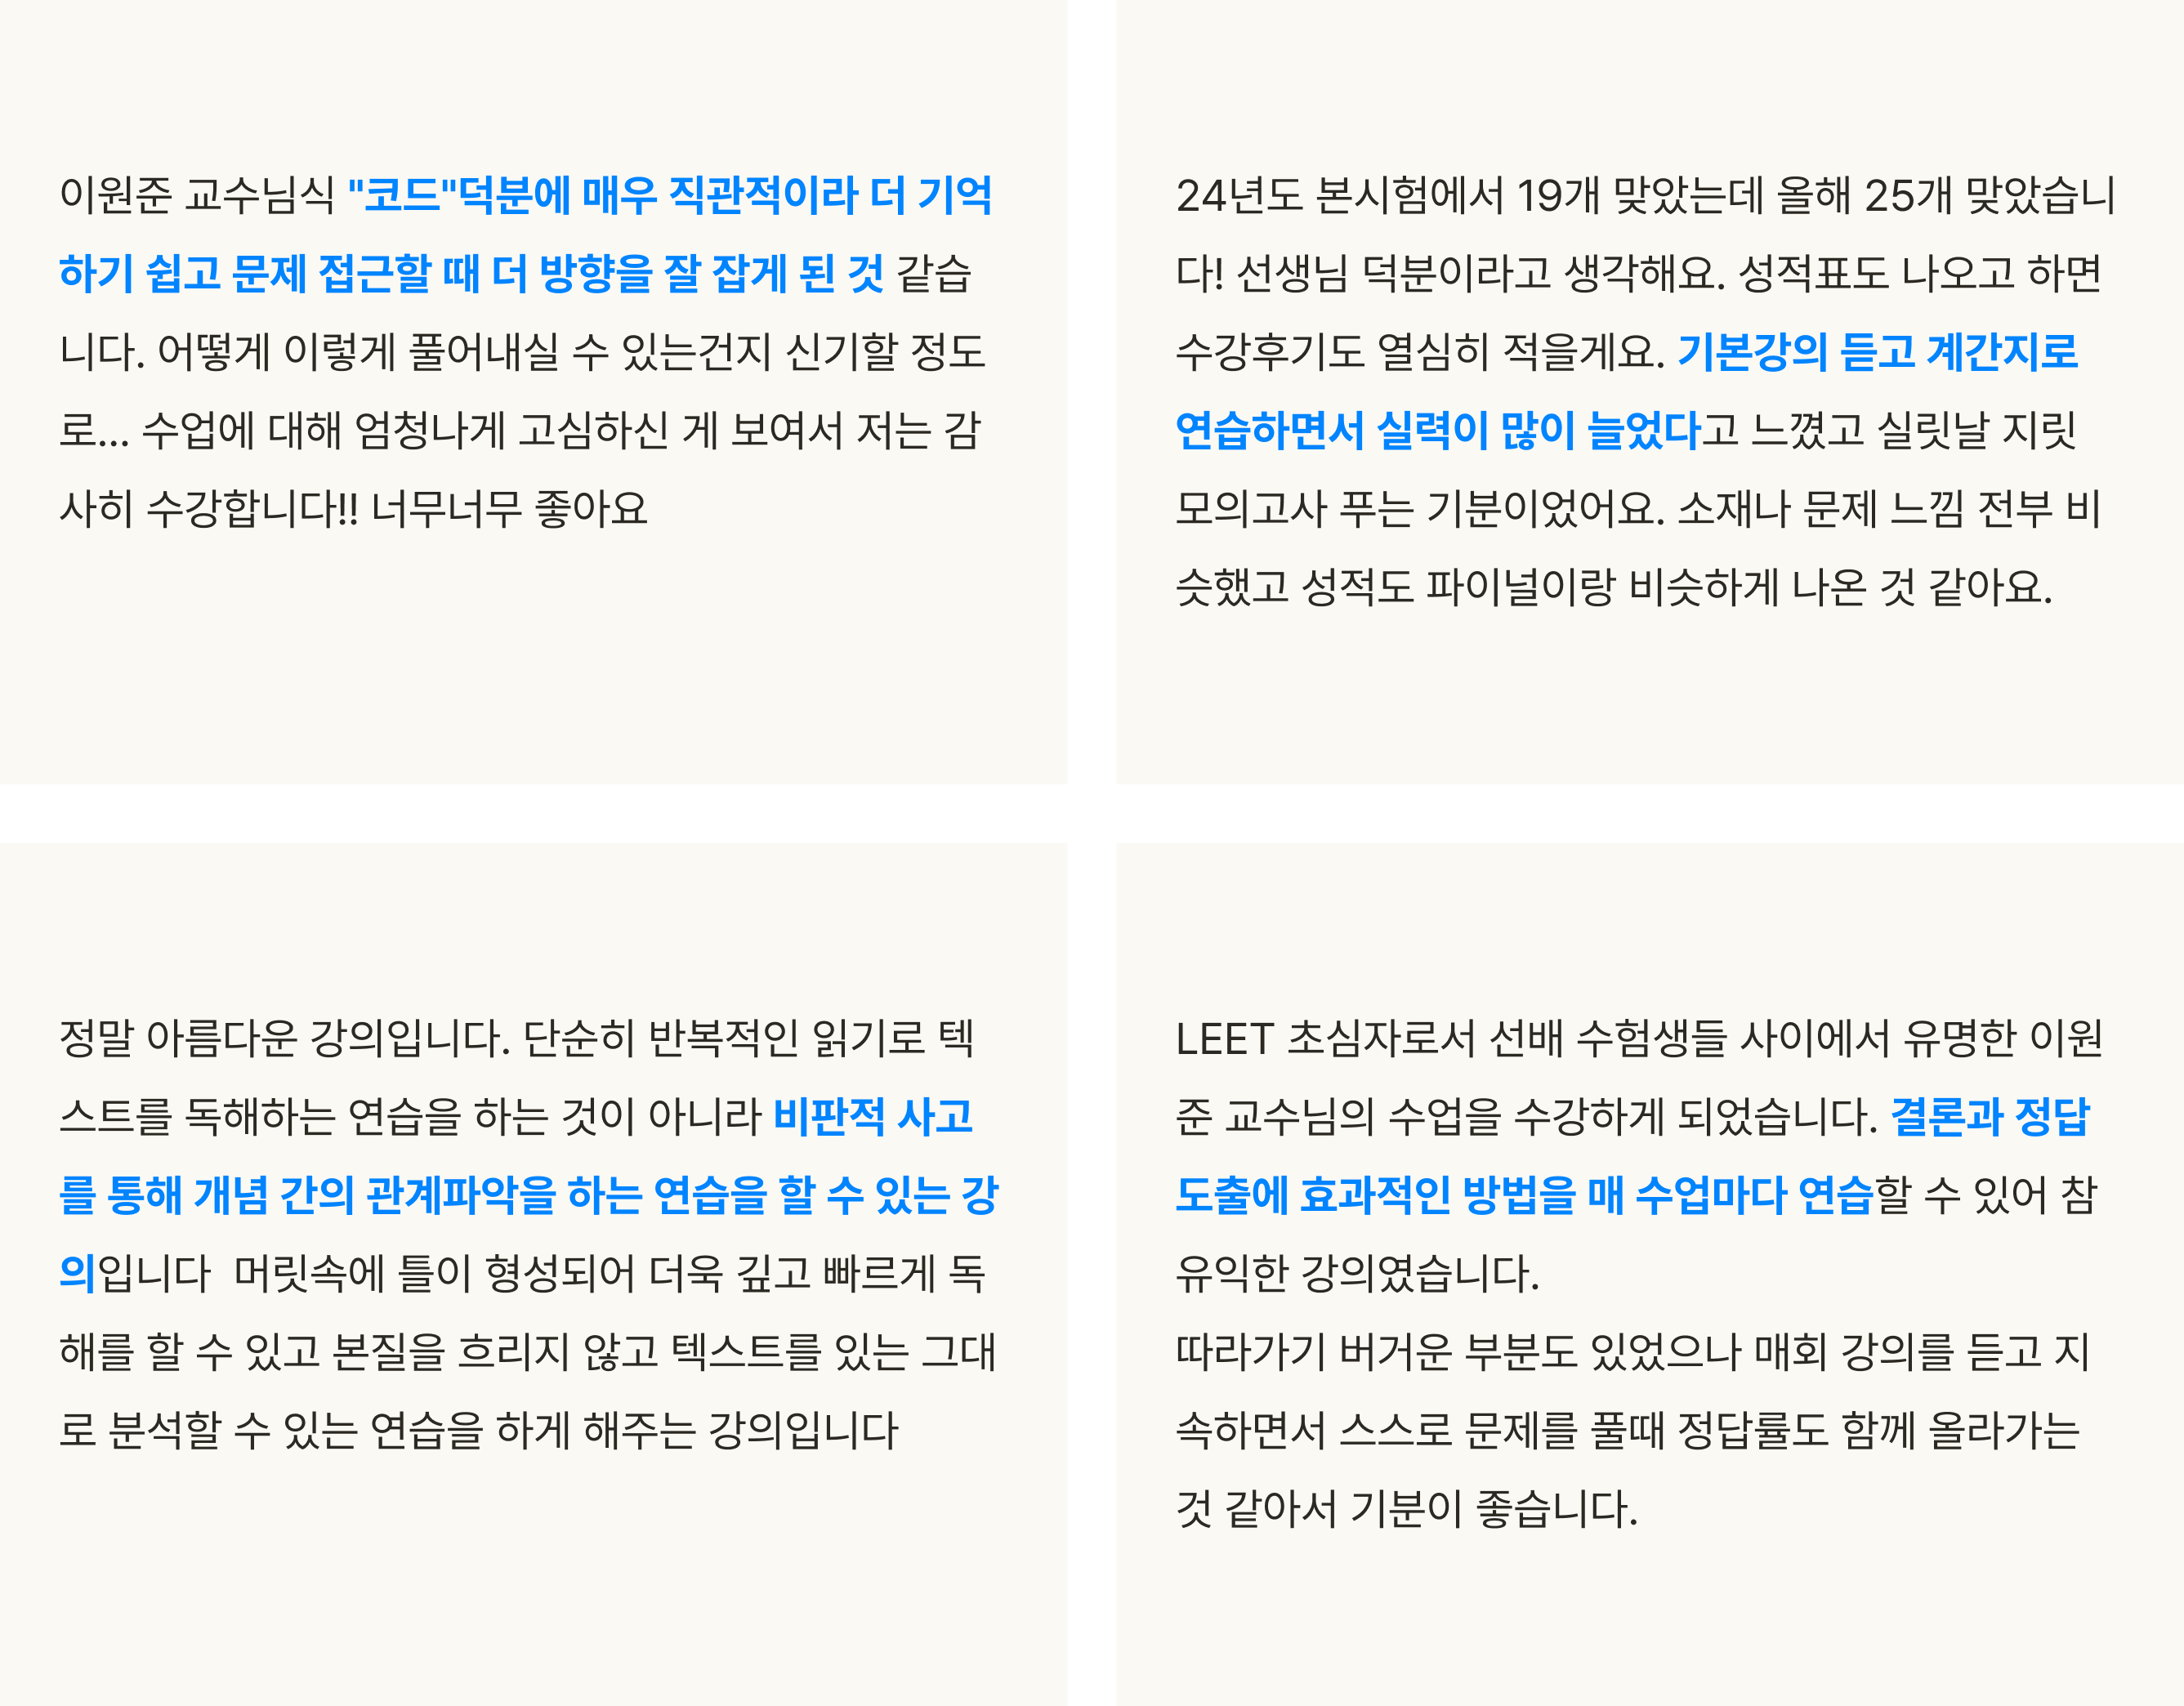 이원준 교수님식 "코드"덕분에 매우 직관적이라 더 기억
하기 쉽고 문제 접근할 때 더 방향을 잘 잡게 된 것 같습
니다. 어떻게 이렇게 풀어내실 수 있는건지 신기할 정도
로... 수업에 대해 엄청나게 고심하신 게 보여서 저는 감
사히 수강합니다!! 너무너무 좋아요
24년도 본시험에서 19개 맞았는데 올해 25개 맞았습니
다! 선생님 덕분이라고 생각해요. 성적표도 나오고 하면
수강후기도 열심히 적을게요. 기본강의 듣고 계간지로
연습하면서 실력이 많이 늘었다고 느꼈고 실릿날 지릿
모의고사 푸는 기분이었어요. 소재나 문제 느낌 전부 비
슷했고 성적도 파이널이랑 비슷하게 나온 것 같아요.
정말 아름다운 강의입니다. 단순히 반복적인 읽기로 텍
스트를 독해하는 연습을 하는 것이 아니라 비판적 사고
를 통해 개념 간의 관계파악을 하는 연습을 할 수 있는 강
의입니다  머릿속에 틀이 형성되어 더욱 깊고 빠르게 독
해를 할 수 있고 본질을 흐리지 않고 텍스트를 있는 그대
로 분석할 수 있는 연습을 하게 해주는 강의입니다
LEET 초심자로서 선배 수험생들 사이에서 유명한 이원
준 교수님의 수업을 수강하게 되었습니다. 결론과 정답
도출에 효과적인 방법을 매 수업마다 연습할 수 있어 참
유익한 강의였습니다.
따라가기 버거운 부분도 있었으나 매회 강의를 듣고 지
속하면서 스스로 문제를 풀때 정답률도 함께 올라가는
것 같아서 기분이 좋습니다.